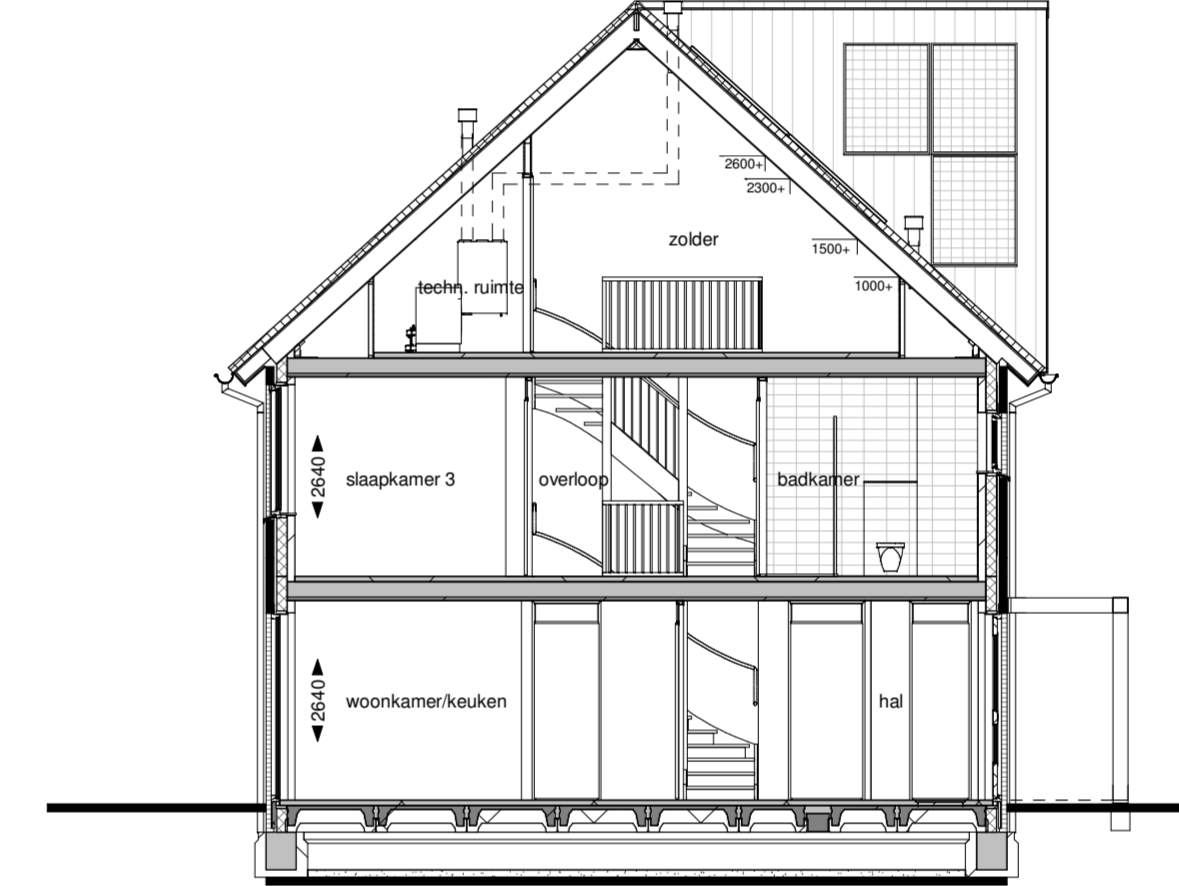 2600+
2300+
zolder
1500+
techn. ruimte
1000+
2640
slaapkamer 3
overloop
badkamer
2640
woonkamer/keuken
hal